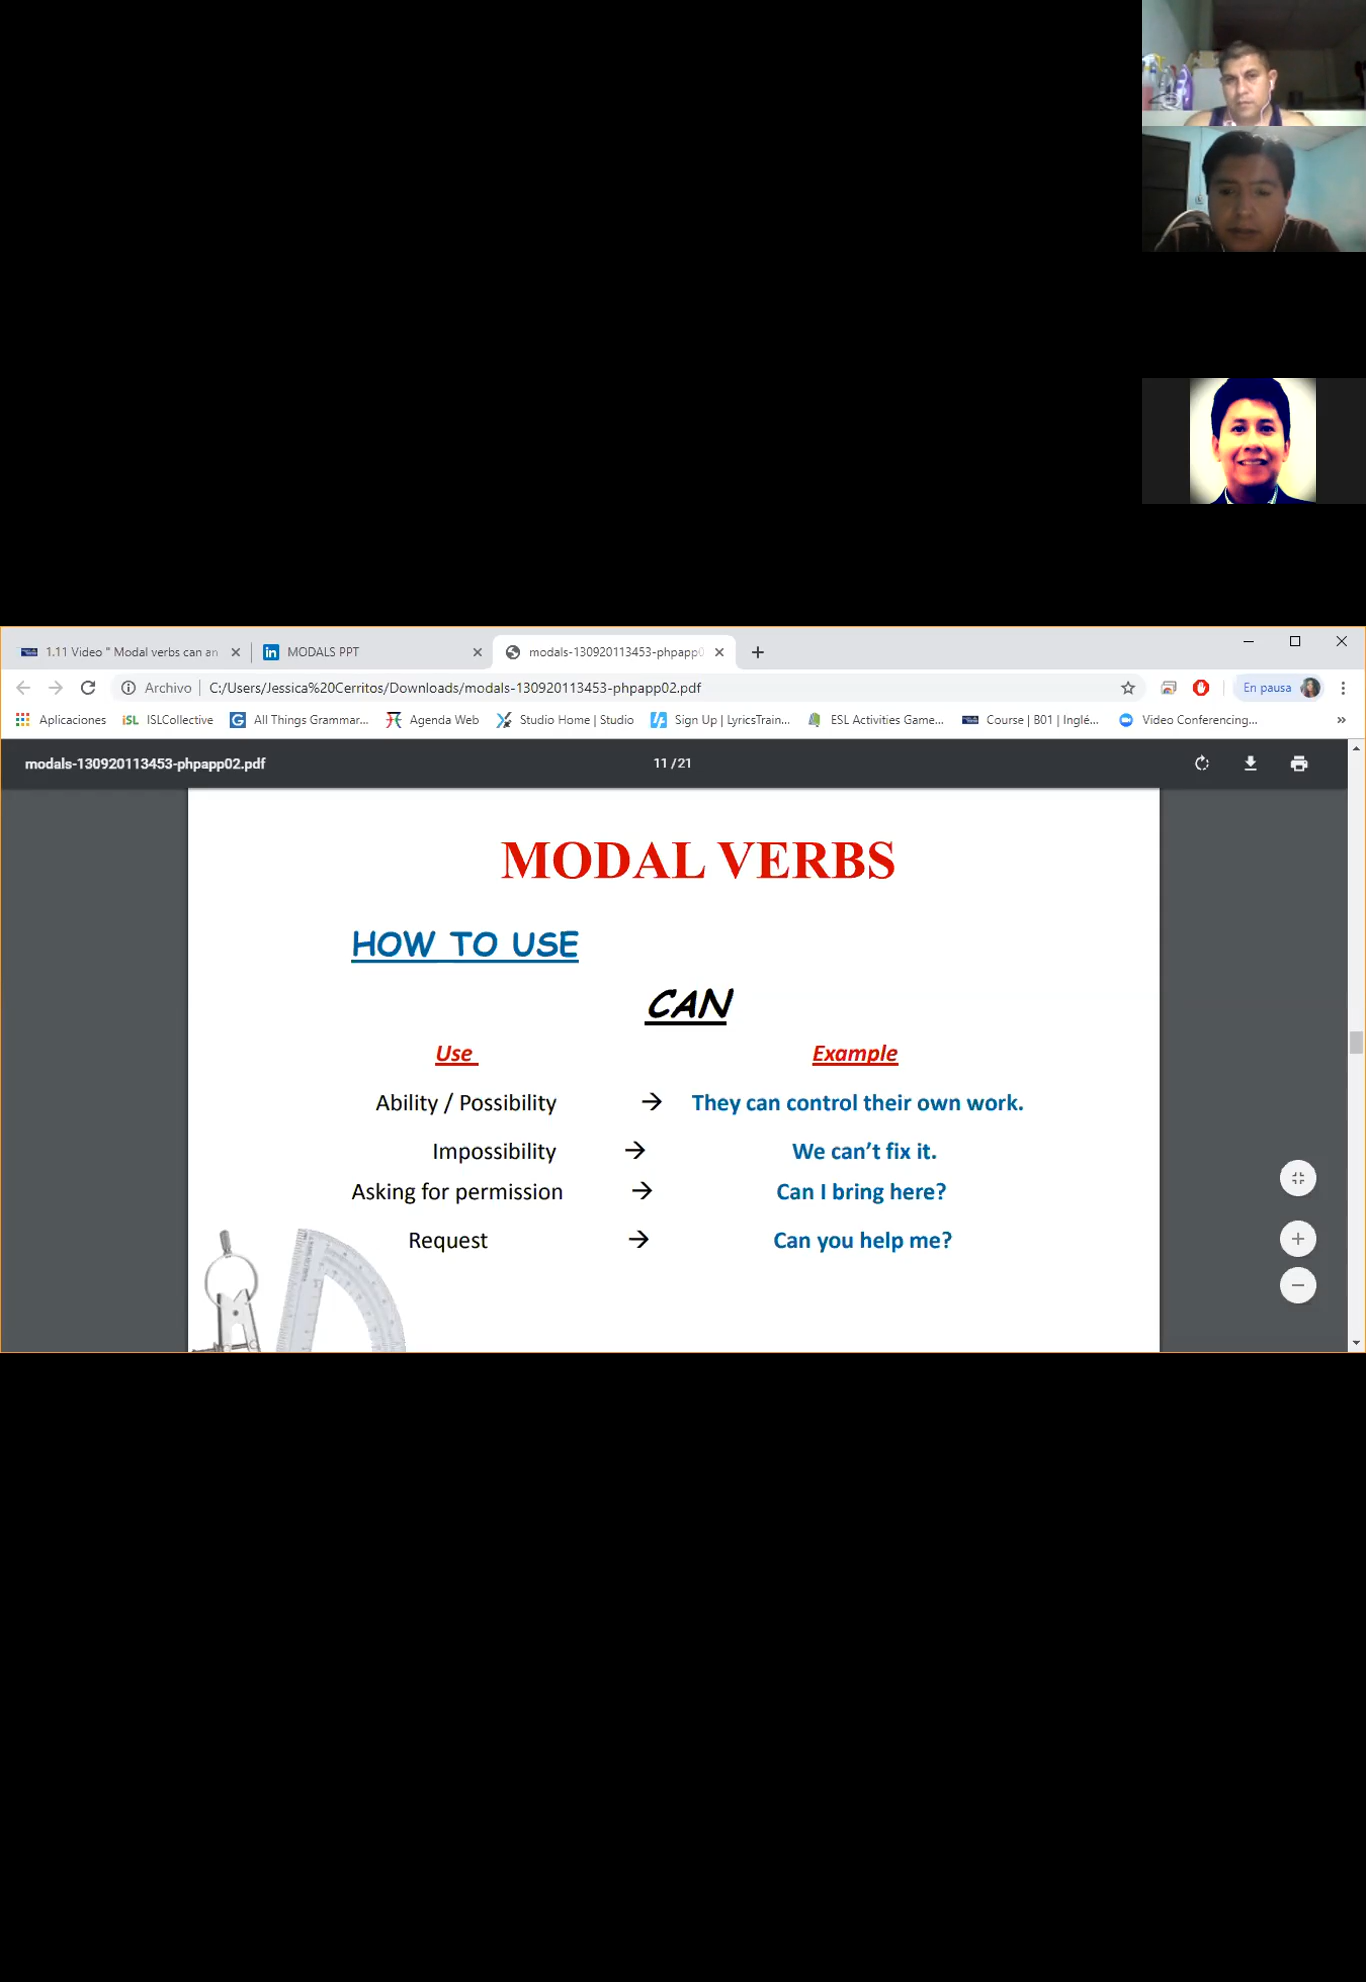 1.11 Video " Modal verbs can an
MODALS PPT
modals-130920113453-phpapp0
Archivo
C:/Users/Jessica%20Cerritos/Downloads/modals-130920113453-phpapp02.pdf
En pausa
Aplicaciones
iSL ISLCollective
G All Things Grammar...
Agenda Web
Studio Home | Studio
Sign Up | LyricsTrain...
ESL Activities Game...
Course | B01 | Inglé...
Video Conferencing...
»
modals-130920113453-phpapp02.pdf
11 / 21
MODAL VERBS
HOW TO USE
CAN
Use Example
Ability / Possibility → They can control their own work.
Impossibility → We can't fix it.
Asking for permission → Can I bring here?
Request → Can you help me?